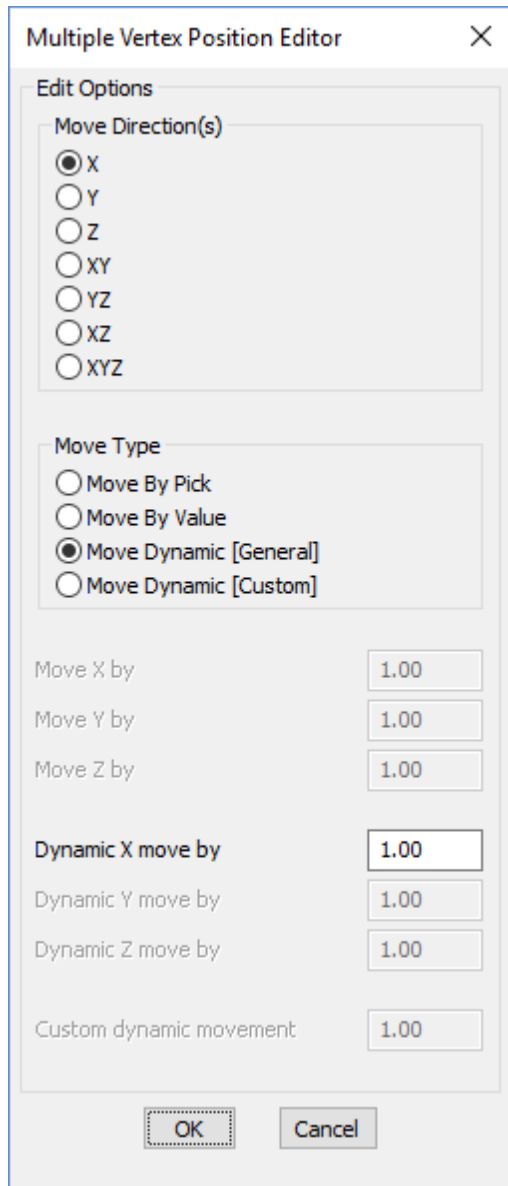 Multiple Vertex Position Editor
Edit Options
Move Direction(s)
X
Y
Z
XY
YZ
XZ
XYZ
Move Type
Move By Pick
Move By Value
Move Dynamic [General]
Move Dynamic [Custom]
Move X by 1.00
Move Y by 1.00
Move Z by 1.00
Dynamic X move by 1.00
Dynamic Y move by 1.00
Dynamic Z move by 1.00
Custom dynamic movement 1.00
OK Cancel